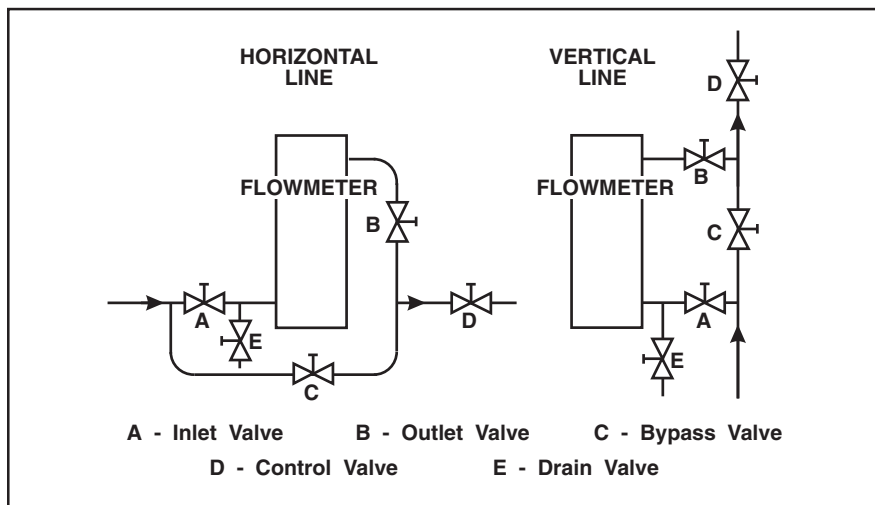 HORIZONTAL
LINE
VERTICAL
LINE
D
FLOWMETER
B
FLOWMETER
B
C
A
E
D
A
E
C
A - Inlet Valve B - Outlet Valve C - Bypass Valve
D - Control Valve E - Drain Valve